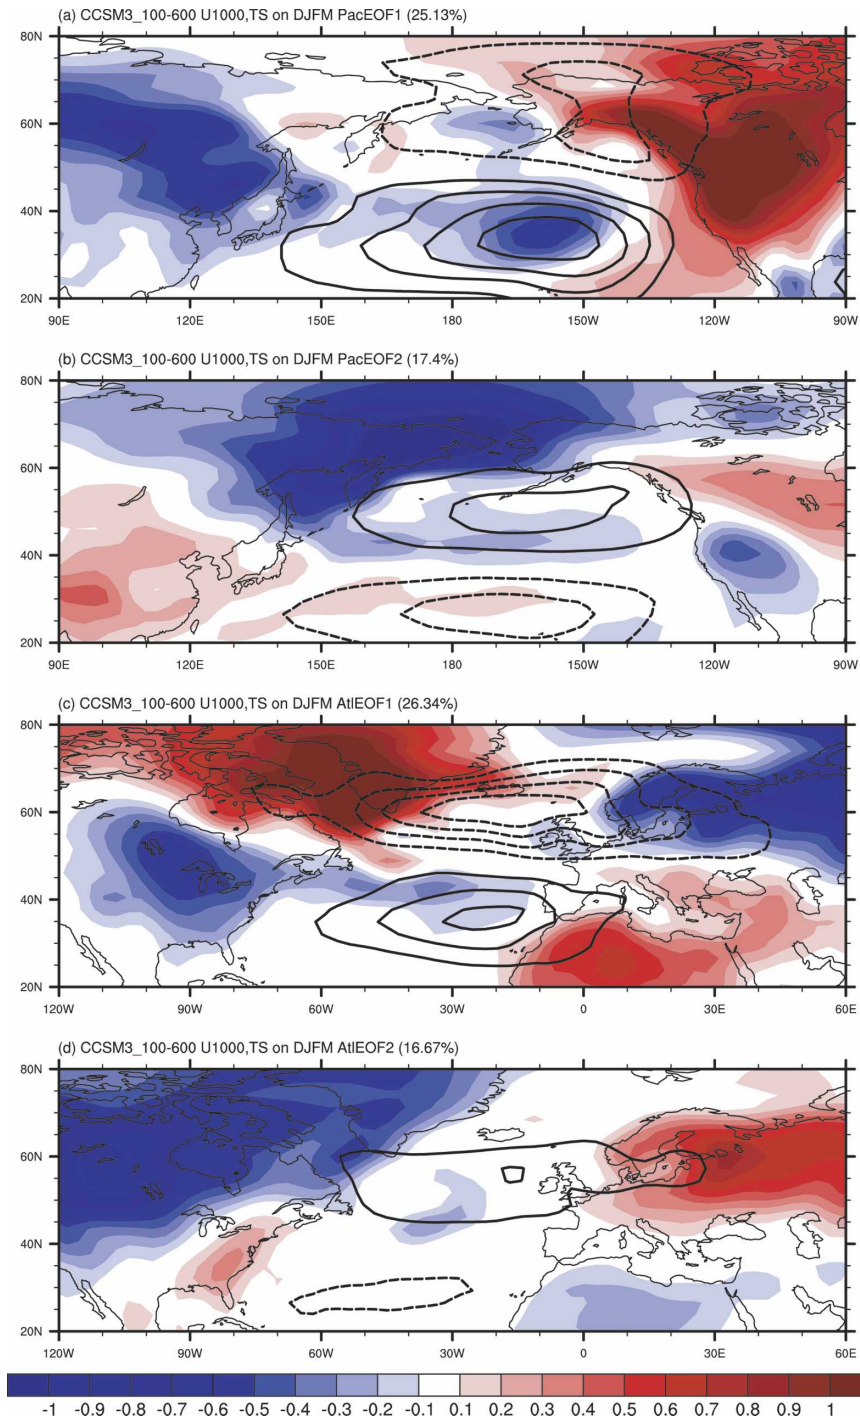 (a) CCSM3_100-600 U1000,TS on DJFM PacEOF1 (25.13%)
80N
60N
40N
20N
90E 120E 150E 180 150W 120W 90W
(b) CCSM3_100-600 U1000,TS on DJFM PacEOF2 (17.4%)
80N
60N
40N
20N
90E 120E 150E 180 150W 120W 90W
(c) CCSM3_100-600 U1000,TS on DJFM AtlEOF1 (26.34%)
80N
60N
40N
20N
120W 90W 60W 30W 0 30E 60E
(d) CCSM3_100-600 U1000,TS on DJFM AtlEOF2 (16.67%)
80N
60N
40N
20N
120W 90W 60W 30W 0 30E 60E
-1 -0.9 -0.8 -0.7 -0.6 -0.5 -0.4 -0.3 -0.2 -0.1 0.1 0.2 0.3 0.4 0.5 0.6 0.7 0.8 0.9 1